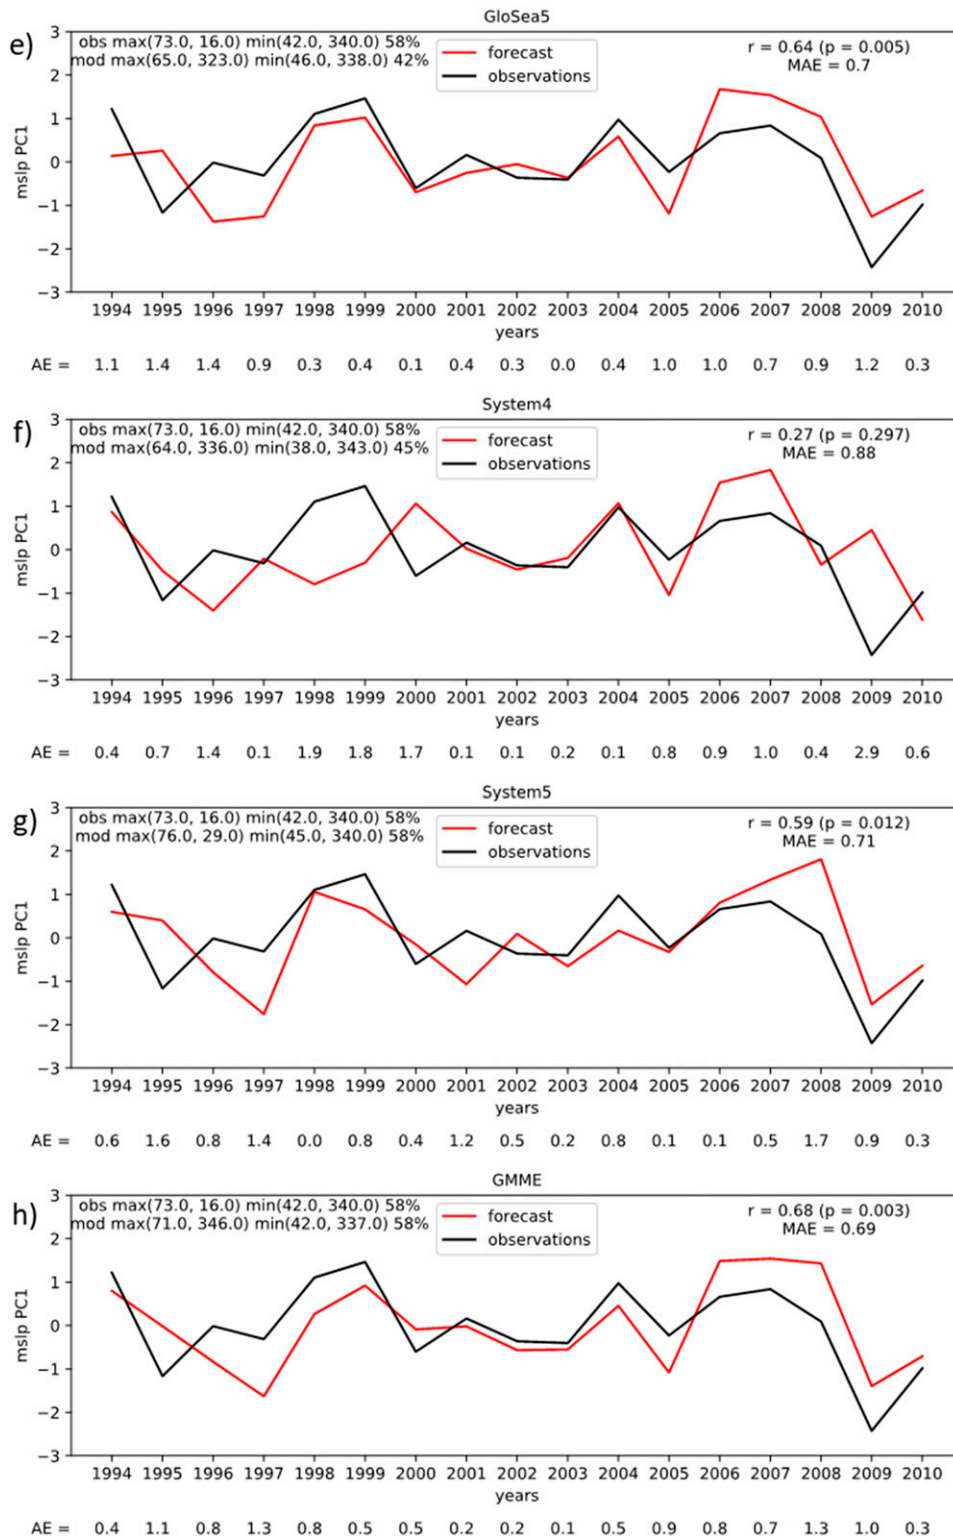 GloSea5
e)
obs max(73.0, 16.0) min(42.0, 340.0) 58%
mod max(65.0, 323.0) min(46.0, 338.0) 42%
forecast
observations
r = 0.64 (p = 0.005)
MAE = 0.7
mslp PC1
3
2
1
0
−1
−2
−3
1994 1995 1996 1997 1998 1999 2000 2001 2002 2003 2004 2005 2006 2007 2008 2009 2010
years
AE = 1.1 1.4 1.4 0.9 0.3 0.4 0.1 0.4 0.3 0.0 0.4 1.0 1.0 0.7 0.9 1.2 0.3
System4
f)
obs max(73.0, 16.0) min(42.0, 340.0) 58%
mod max(64.0, 336.0) min(38.0, 343.0) 45%
forecast
observations
r = 0.27 (p = 0.297)
MAE = 0.88
mslp PC1
3
2
1
0
−1
−2
−3
1994 1995 1996 1997 1998 1999 2000 2001 2002 2003 2004 2005 2006 2007 2008 2009 2010
years
AE = 0.4 0.7 1.4 0.1 1.9 1.8 1.7 0.1 0.1 0.2 0.1 0.8 0.9 1.0 0.4 2.9 0.6
System5
g)
obs max(73.0, 16.0) min(42.0, 340.0) 58%
mod max(76.0, 29.0) min(45.0, 340.0) 58%
forecast
observations
r = 0.59 (p = 0.012)
MAE = 0.71
mslp PC1
3
2
1
0
−1
−2
−3
1994 1995 1996 1997 1998 1999 2000 2001 2002 2003 2004 2005 2006 2007 2008 2009 2010
years
AE = 0.6 1.6 0.8 1.4 0.0 0.8 0.4 1.2 0.5 0.2 0.8 0.1 0.1 0.5 1.7 0.9 0.3
GMME
h)
obs max(73.0, 16.0) min(42.0, 340.0) 58%
mod max(71.0, 346.0) min(42.0, 337.0) 58%
forecast
observations
r = 0.68 (p = 0.003)
MAE = 0.69
mslp PC1
3
2
1
0
−1
−2
−3
1994 1995 1996 1997 1998 1999 2000 2001 2002 2003 2004 2005 2006 2007 2008 2009 2010
years
AE = 0.4 1.1 0.8 1.3 0.8 0.5 0.5 0.2 0.2 0.1 0.5 0.9 0.8 0.7 1.3 1.0 0.3